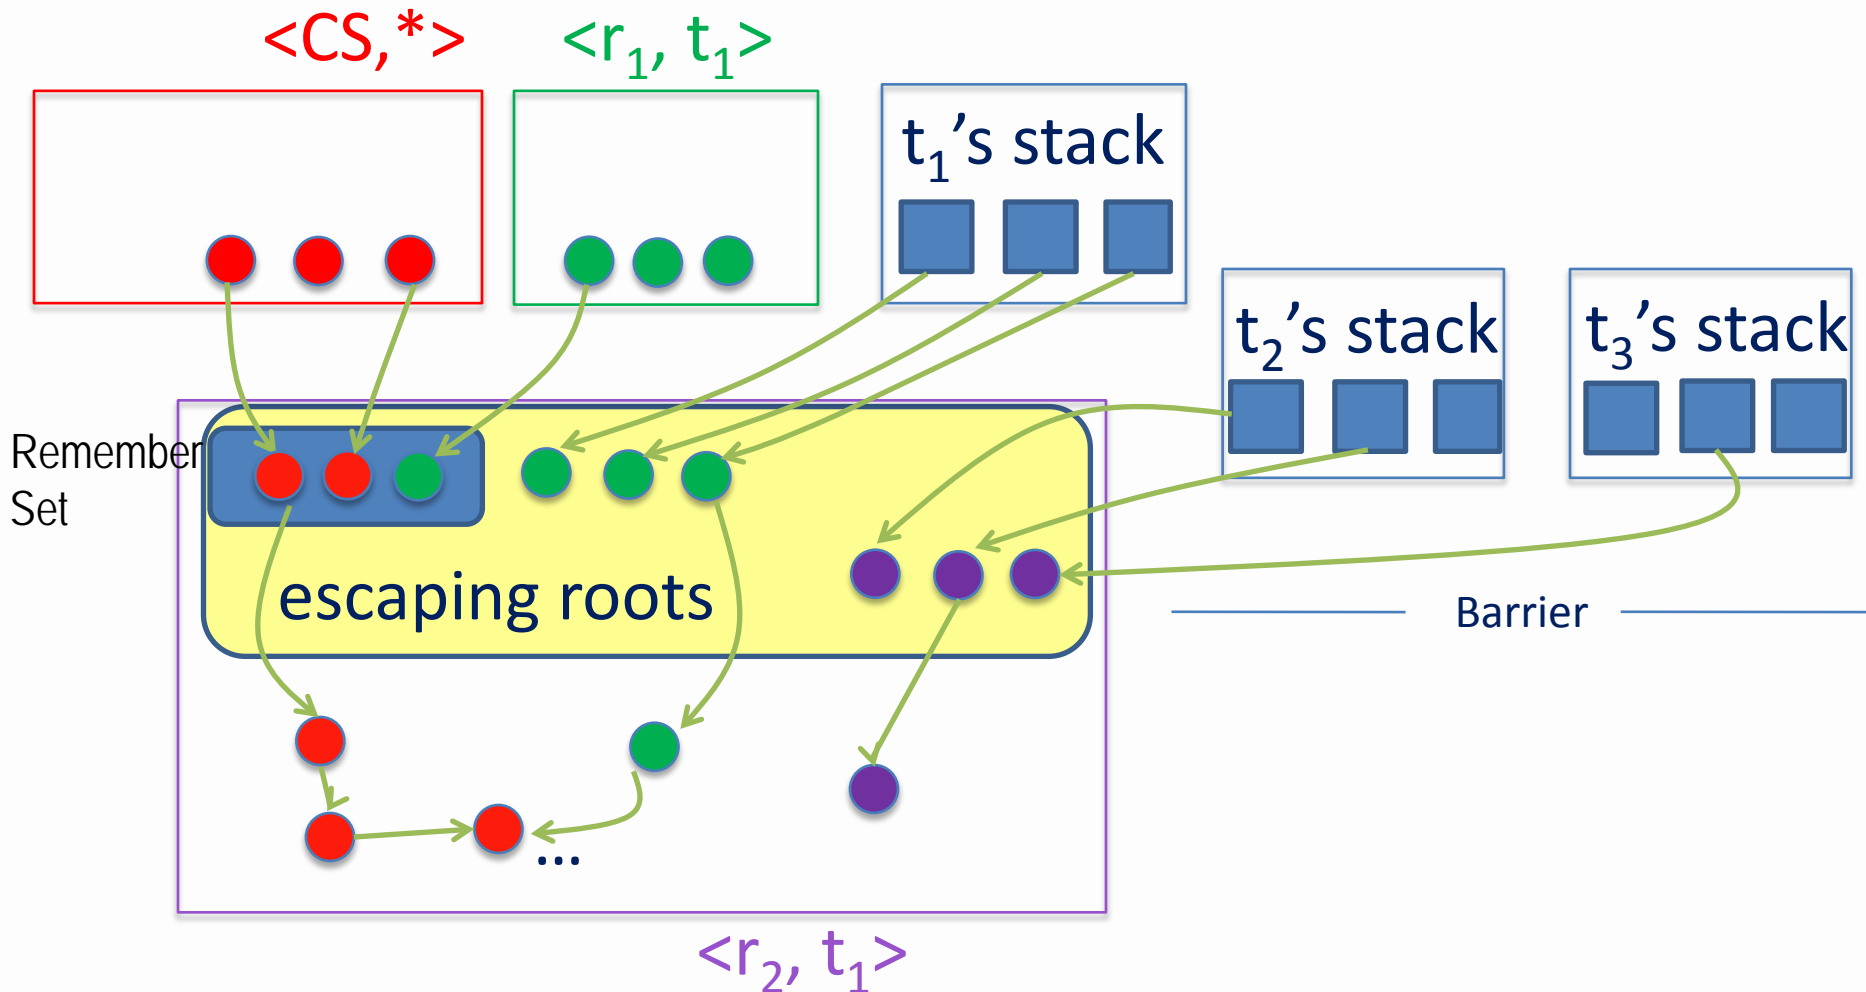 <CS,*>
<r₁, t₁>
t₁’s stack
t₂’s stack
t₃’s stack
Remember
Set
escaping roots
Barrier
...
<r₂, t₁>